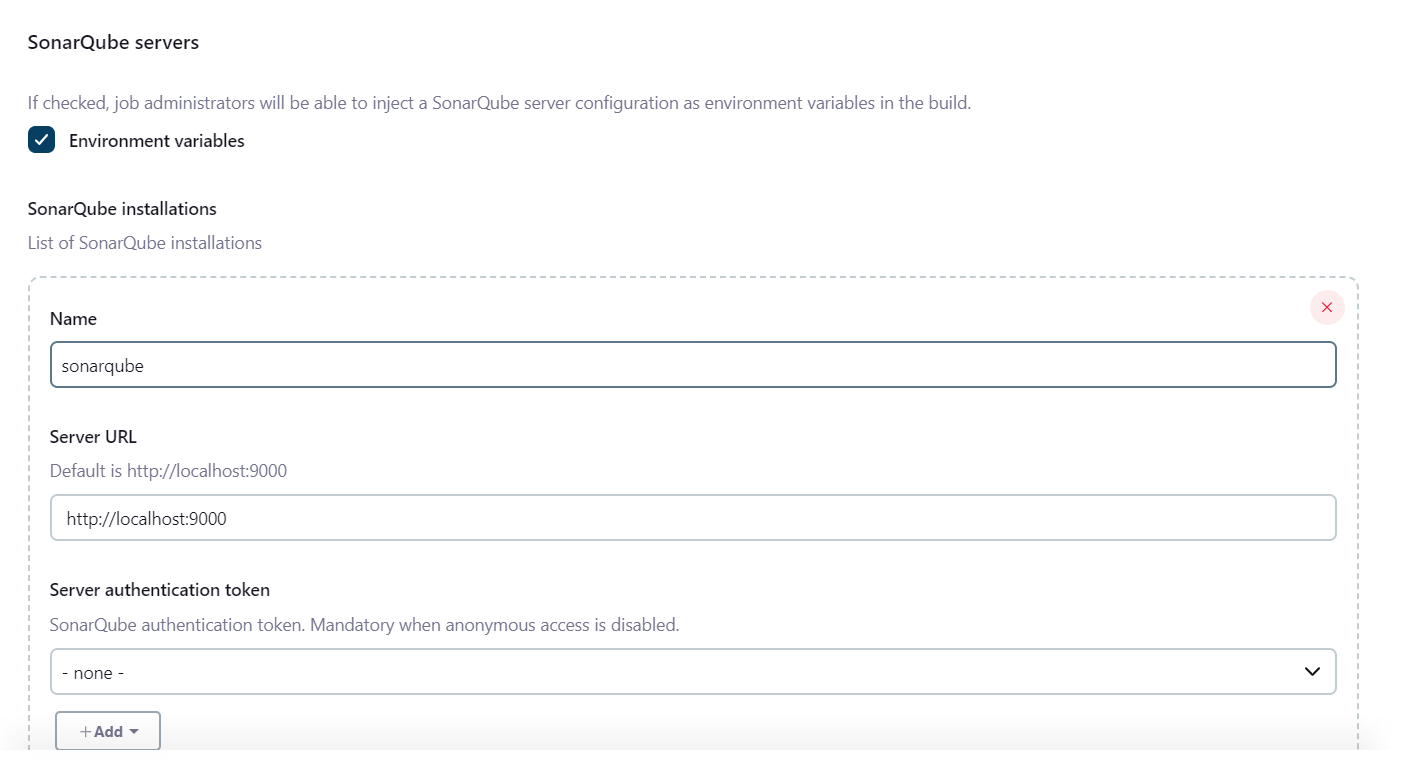 SonarQube servers
If checked, job administrators will be able to inject a SonarQube server configuration as environment variables in the build.
Environment variables
SonarQube installations
List of SonarQube installations
Name
sonarqube
Server URL
Default is http://localhost:9000
http://localhost:9000
Server authentication token
SonarQube authentication token. Mandatory when anonymous access is disabled.
- none -
+ Add